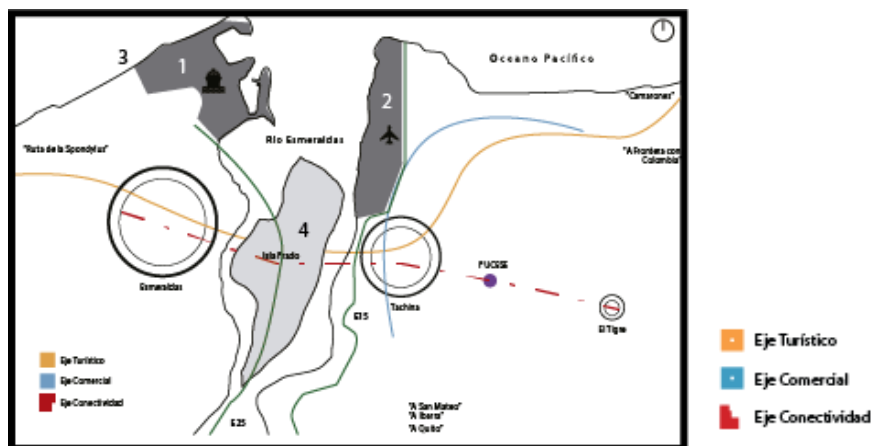 3
1
2
Oceano Pacífico
"Camarones"
Río Esmeraldas
"Ruta de la Spondylus"
"A Frontera con
Colombia"
4
Isla Prado
PUCESE
Esmeraldas
Tachina
El Tigre
E15
E25
Eje Turístico
Eje Comercial
Eje Conectividad
"A San Mateo"
"A Ibarra"
"A Quito"
Eje Turístico
Eje Comercial
Eje Conectividad